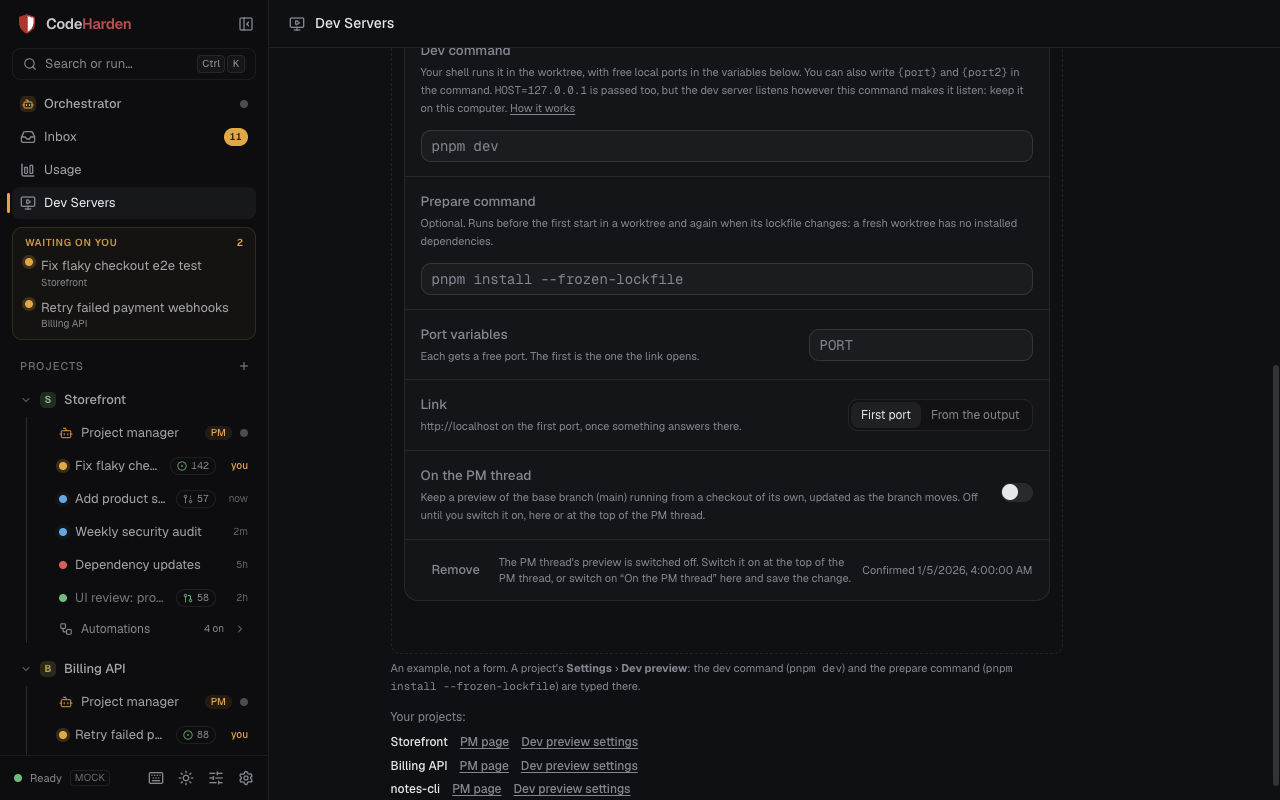 CodeHarden
Search or run… Ctrl K
Orchestrator
Inbox 11
Usage
Dev Servers
WAITING ON YOU 2
Fix flaky checkout e2e test
Storefront
Retry failed payment webhooks
Billing API
PROJECTS
S Storefront
Project manager PM
Fix flaky che… 142 you
Add product s… 57 now
Weekly security audit 2m
Dependency updates 5h
UI review: pro… 58 2h
Automations 4 on
B Billing API
Project manager PM
Retry failed p… 88 you
Ready MOCK
Dev Servers
Dev command
Your shell runs it in the worktree, with free local ports in the variables below. You can also write {port} and {port2} in
the command. HOST=127.0.0.1 is passed too, but the dev server listens however this command makes it listen: keep it
on this computer. How it works
pnpm dev
Prepare command
Optional. Runs before the first start in a worktree and again when its lockfile changes: a fresh worktree has no installed
dependencies.
pnpm install --frozen-lockfile
Port variables
Each gets a free port. The first is the one the link opens.
PORT
Link
http://localhost on the first port, once something answers there.
First port From the output
On the PM thread
Keep a preview of the base branch (main) running from a checkout of its own, updated as the branch moves. Off
until you switch it on, here or at the top of the PM thread.
Remove
The PM thread's preview is switched off. Switch it on at the top of the
PM thread, or switch on “On the PM thread” here and save the change.
Confirmed 1/5/2026, 4:00:00 AM
An example, not a form. A project's Settings › Dev preview: the dev command (pnpm dev) and the prepare command (pnpm
install --frozen-lockfile) are typed there.
Your projects:
Storefront PM page Dev preview settings
Billing API PM page Dev preview settings
notes-cli PM page Dev preview settings